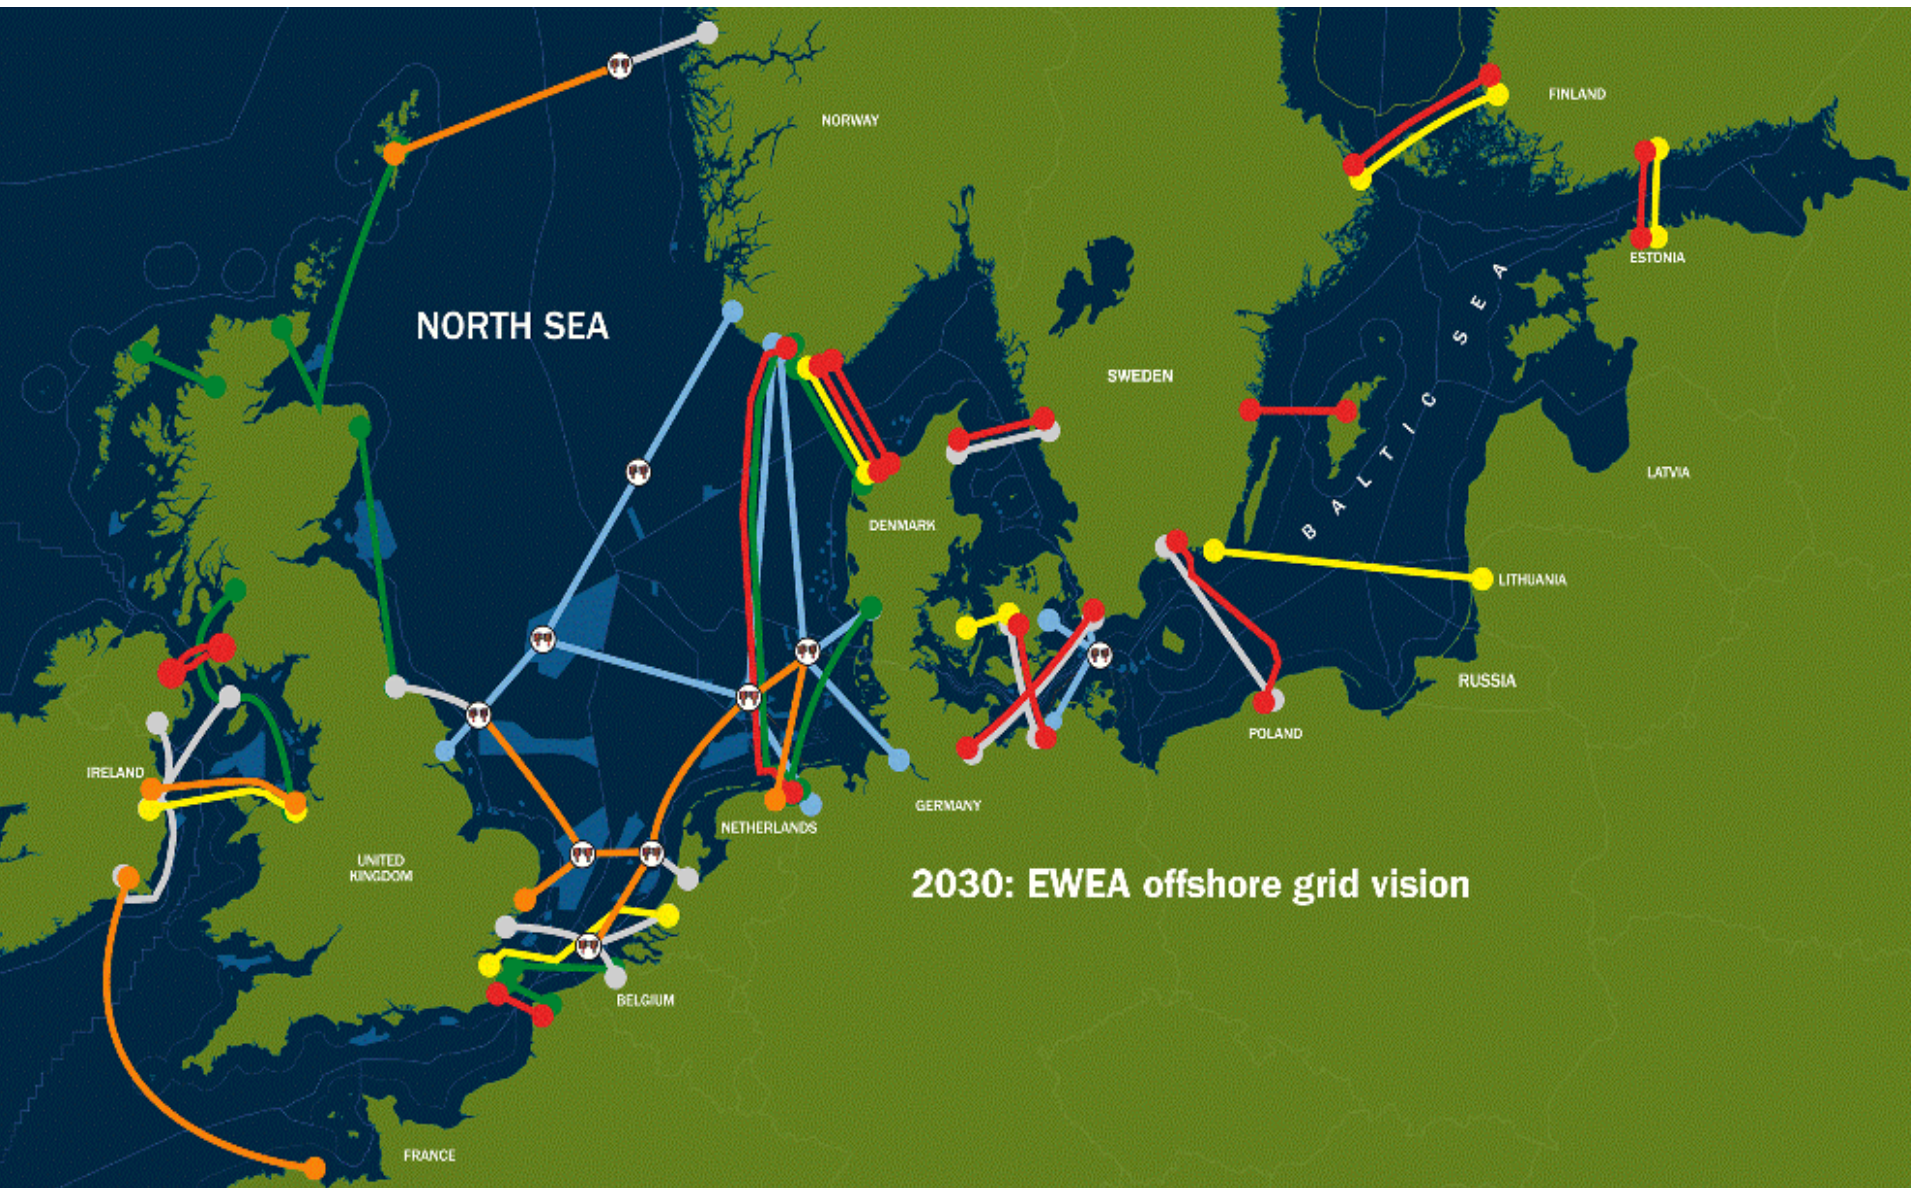 FINLAND
NORWAY
ESTONIA
NORTH SEA
SWEDEN
BALTIC SEA
LATVIA
DENMARK
LITHUANIA
RUSSIA
POLAND
IRELAND
GERMANY
NETHERLANDS
UNITED
KINGDOM
2030: EWEA offshore grid vision
BELGIUM
FRANCE